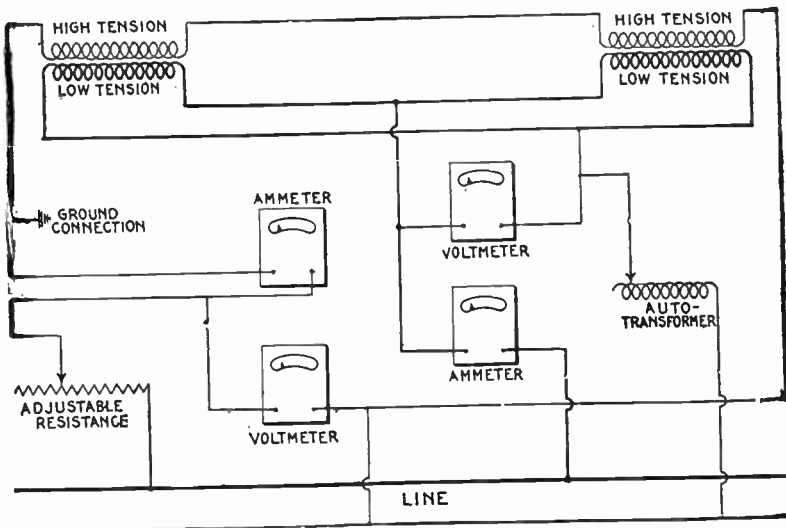 HIGH TENSION
LOW TENSION
HIGH TENSION
LOW TENSION
GROUND
CONNECTION
AMMETER
VOLTMETER
AUTO-
TRANSFORMER
AMMETER
ADJUSTABLE
RESISTANCE
VOLTMETER
LINE